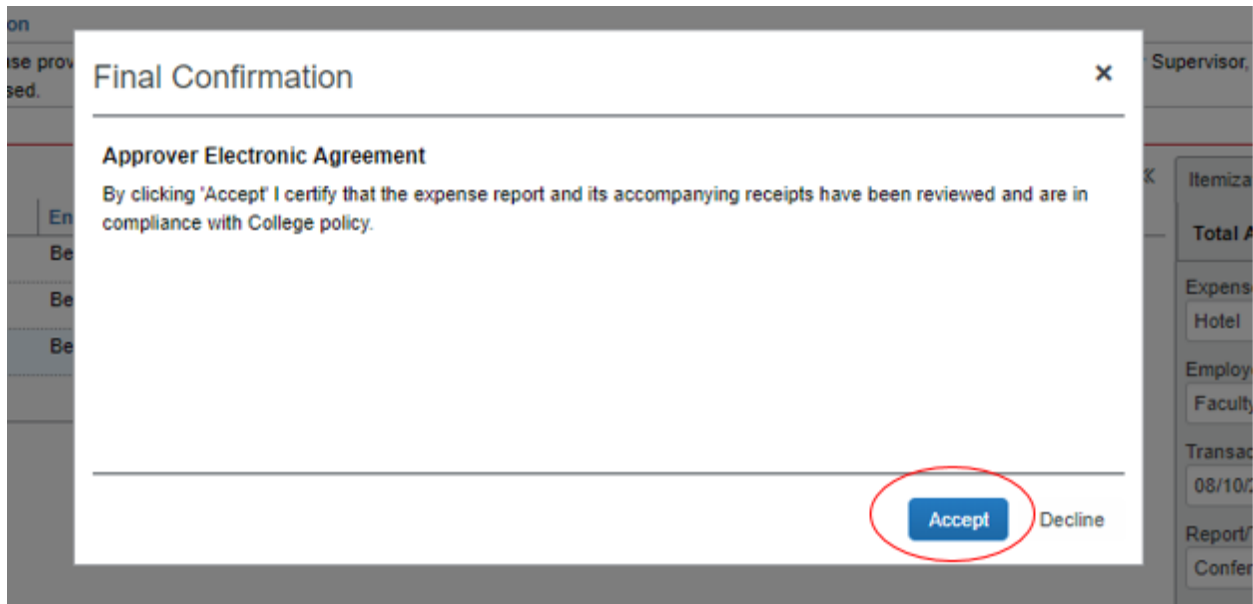 on
Final Confirmation
×
Supervisor,
sed.
Approver Electronic Agreement
By clicking 'Accept' I certify that the expense report and its accompanying receipts have been reviewed and are in
compliance with College policy.
En
Be
Be
Be
Itemiza
Total A
Expens
Hotel
Employ
Faculty
Transac
08/10/2
Report/
Confer
Accept
Decline